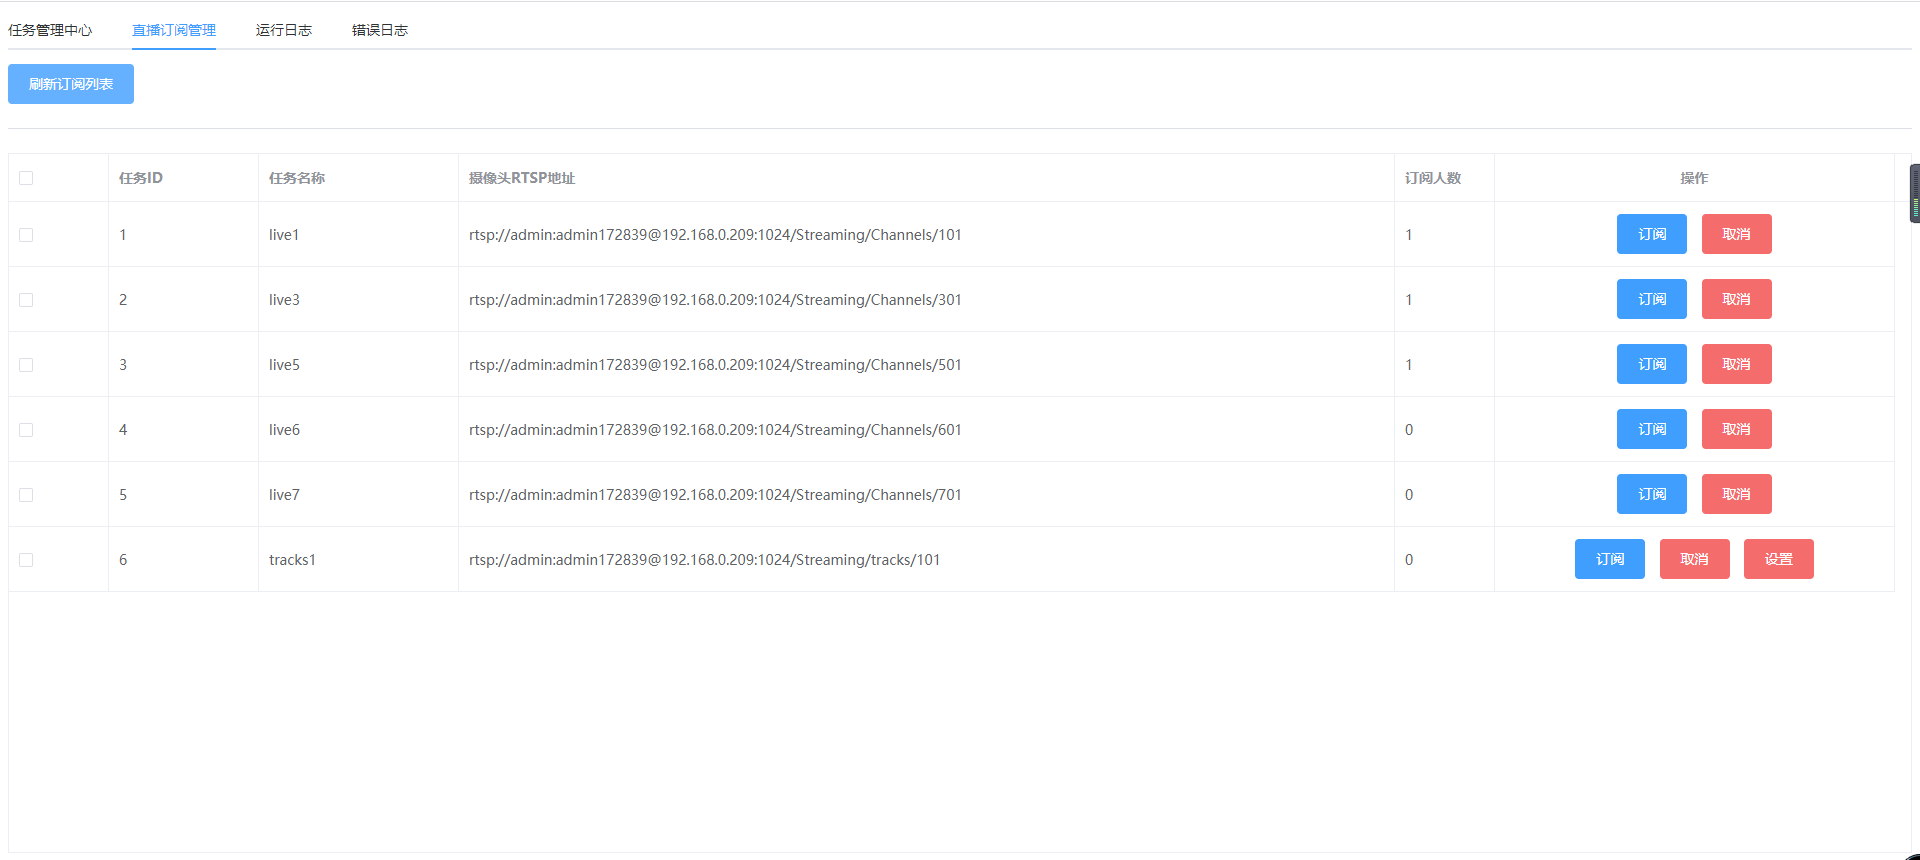 任务管理中心 直播订阅管理 运行日志 错误日志
刷新订阅列表
任务ID 任务名称 摄像头RTSP地址 订阅人数 操作
1 live1 rtsp://admin:admin172839@192.168.0.209:1024/Streaming/Channels/101 1 订阅 取消
2 live3 rtsp://admin:admin172839@192.168.0.209:1024/Streaming/Channels/301 1 订阅 取消
3 live5 rtsp://admin:admin172839@192.168.0.209:1024/Streaming/Channels/501 1 订阅 取消
4 live6 rtsp://admin:admin172839@192.168.0.209:1024/Streaming/Channels/601 0 订阅 取消
5 live7 rtsp://admin:admin172839@192.168.0.209:1024/Streaming/Channels/701 0 订阅 取消
6 tracks1 rtsp://admin:admin172839@192.168.0.209:1024/Streaming/tracks/101 0 订阅 取消 设置